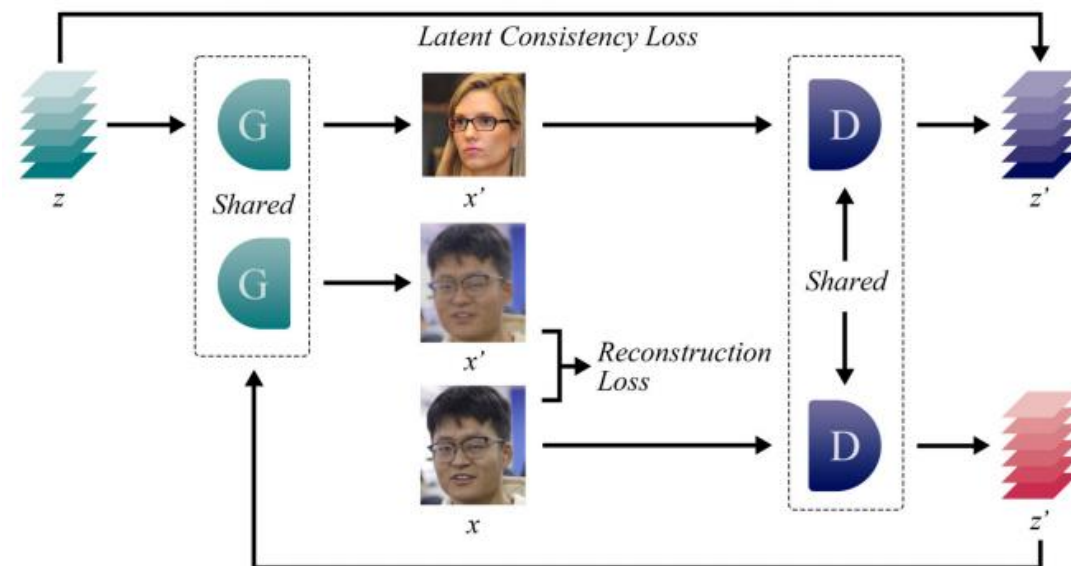 Latent Consistency Loss
G
D
z
Shared
x'
z'
G
Shared
x'
Reconstruction
Loss
D
x
z'